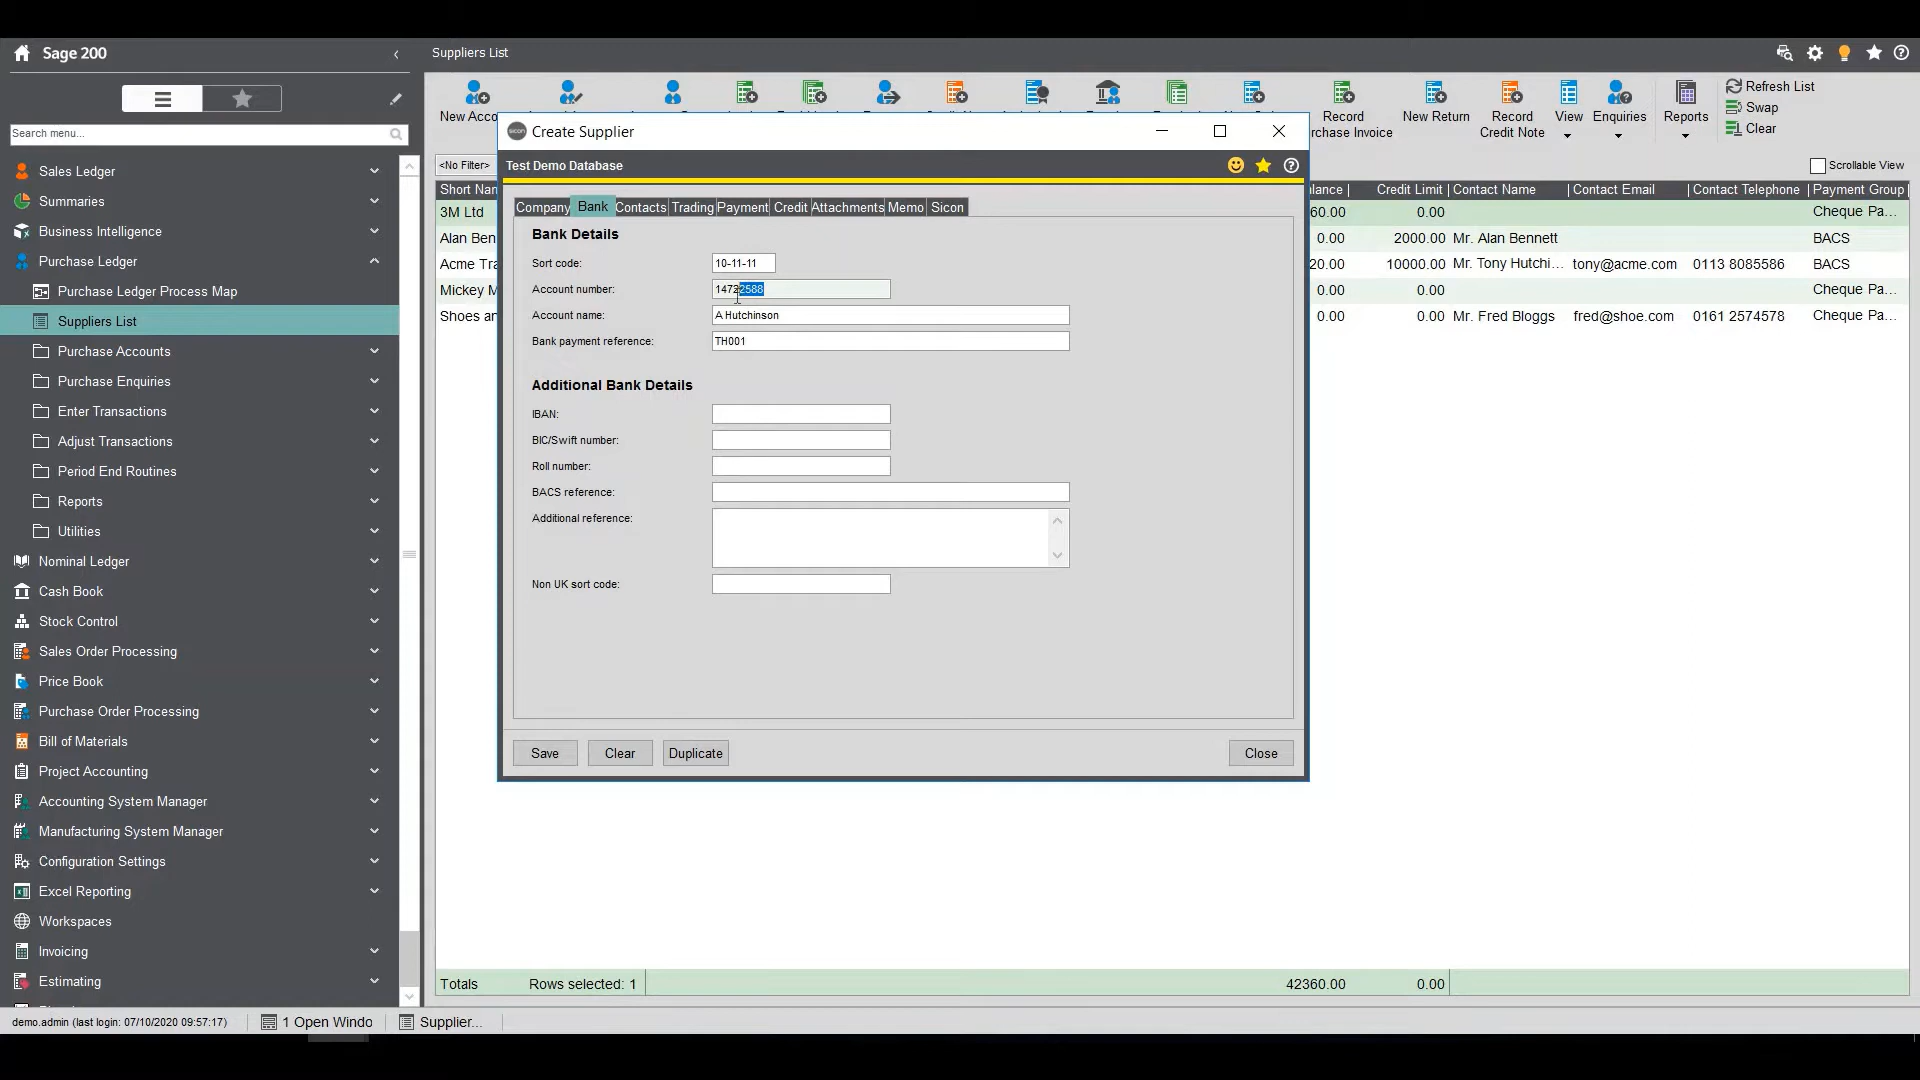 Sage 200
Suppliers List
Search menu...
Sales Ledger
Summaries
Business Intelligence
Purchase Ledger
Purchase Ledger Process Map
Suppliers List
Purchase Accounts
Purchase Enquiries
Enter Transactions
Adjust Transactions
Period End Routines
Reports
Utilities
Nominal Ledger
Cash Book
Stock Control
Sales Order Processing
Price Book
Purchase Order Processing
Bill of Materials
Project Accounting
Accounting System Manager
Manufacturing System Manager
Configuration Settings
Excel Reporting
Workspaces
Invoicing
Estimating
New Acco
Record
rchase Invoice
New Return
Record
Credit Note
View
Enquiries
Reports
Refresh List
Swap
Clear
<No Filter>
Scrollable View
Short Nan
lance
Credit Limit
Contact Name
Contact Email
Contact Telephone
Payment Group
3M Ltd
60.00
0.00
Cheque Pa...
Alan Ben
0.00
2000.00
Mr. Alan Bennett
BACS
Acme Tra
20.00
10000.00
Mr. Tony Hutchi...
tony@acme.com
0113 8085586
BACS
Mickey M
0.00
0.00
Cheque Pa...
Shoes an
0.00
0.00
Mr. Fred Bloggs
fred@shoe.com
0161 2574578
Cheque Pa...
sicon
Create Supplier
Test Demo Database
Company
Bank
Contacts
Trading
Payment
Credit
Attachments
Memo
Sicon
Bank Details
Sort code:
10-11-11
Account number:
14722588
Account name:
A Hutchinson
Bank payment reference:
TH001
Additional Bank Details
IBAN:
BIC/Swift number:
Roll number:
BACS reference:
Additional reference:
Non UK sort code:
Save
Clear
Duplicate
Close
Totals
Rows selected: 1
42360.00
0.00
demo.admin (last login: 07/10/2020 09:57:17)
1 Open Windo
Supplier...